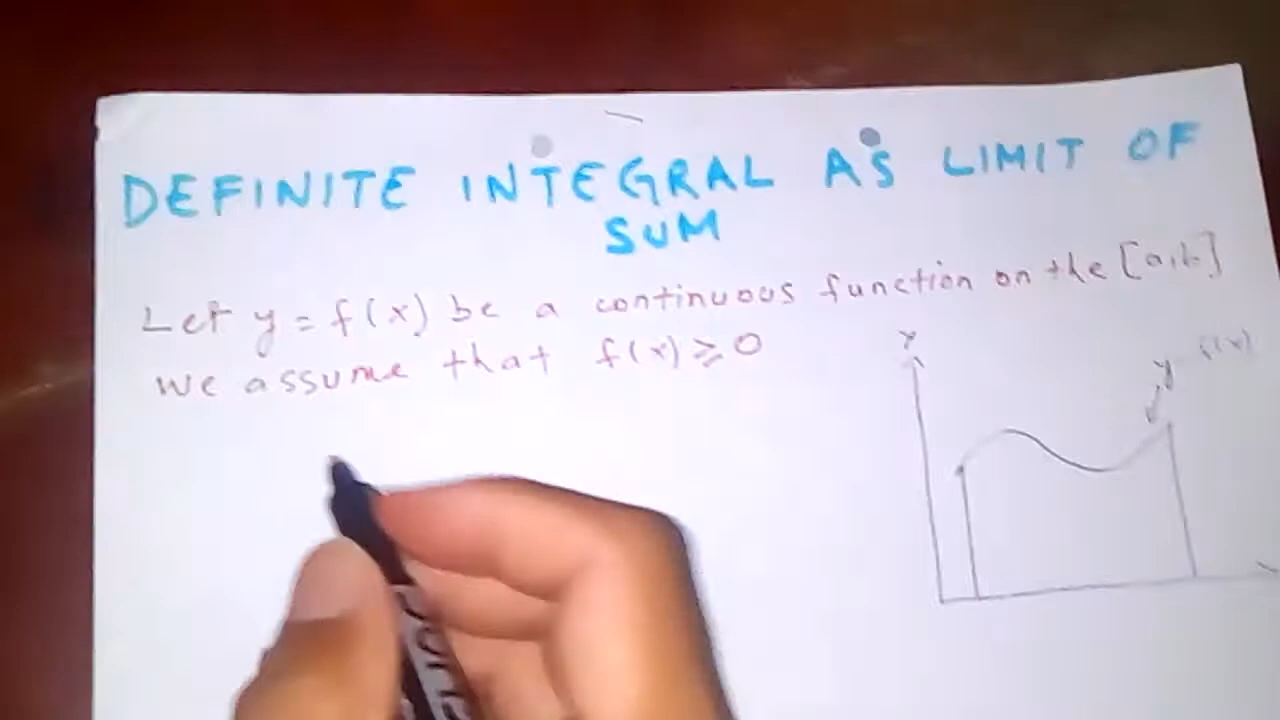 DEFINITE INTEGRAL AS LIMIT OF
SUM
Let y = f(x) be a continuous function on the [a,b]
We assume that f(x) ≥ 0
Y
y f(x)